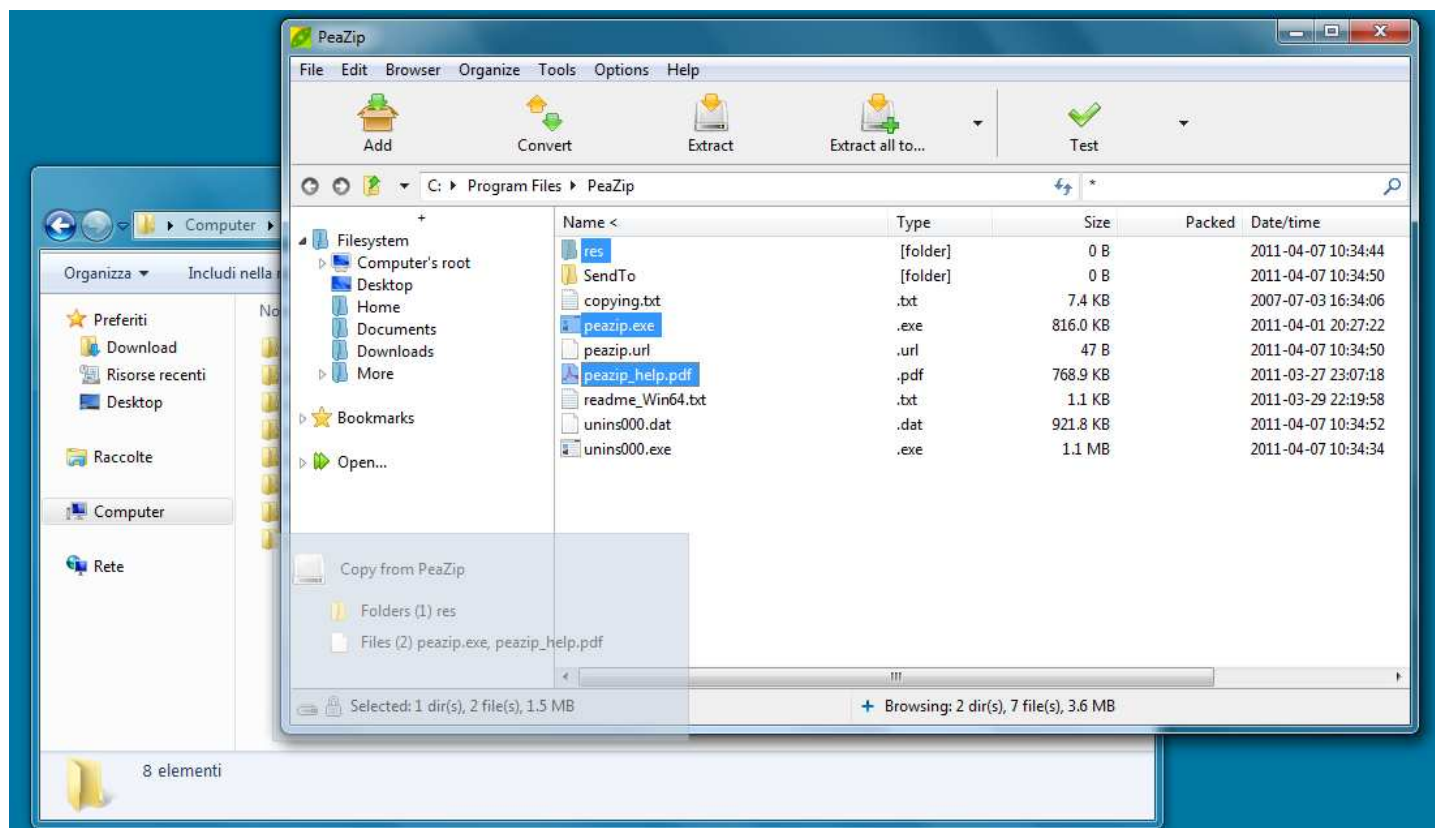 PeaZip
File Edit Browser Organize Tools Options Help
Add Convert Extract Extract all to... Test
C: Program Files PeaZip *
+
Filesystem
Computer's root
Desktop
Home
Documents
Downloads
More
Bookmarks
Open...
Name < Type Size Packed Date/time
res [folder] 0 B 2011-04-07 10:34:44
SendTo [folder] 0 B 2011-04-07 10:34:50
copying.txt .txt 7.4 KB 2007-07-03 16:34:06
peazip.exe .exe 816.0 KB 2011-04-01 20:27:22
peazip.url .url 47 B 2011-04-07 10:34:50
peazip_help.pdf .pdf 768.9 KB 2011-03-27 23:07:18
readme_Win64.txt .txt 1.1 KB 2011-03-29 22:19:58
unins000.dat .dat 921.8 KB 2011-04-07 10:34:52
unins000.exe .exe 1.1 MB 2011-04-07 10:34:34
Copy from PeaZip
Folders (1) res
Files (2) peazip.exe, peazip_help.pdf
Selected: 1 dir(s), 2 file(s), 1.5 MB
+ Browsing: 2 dir(s), 7 file(s), 3.6 MB
Computer
Organizza Includi nella
Preferiti
Download
Risorse recenti
Desktop
Raccolte
Computer
Rete
8 elementi